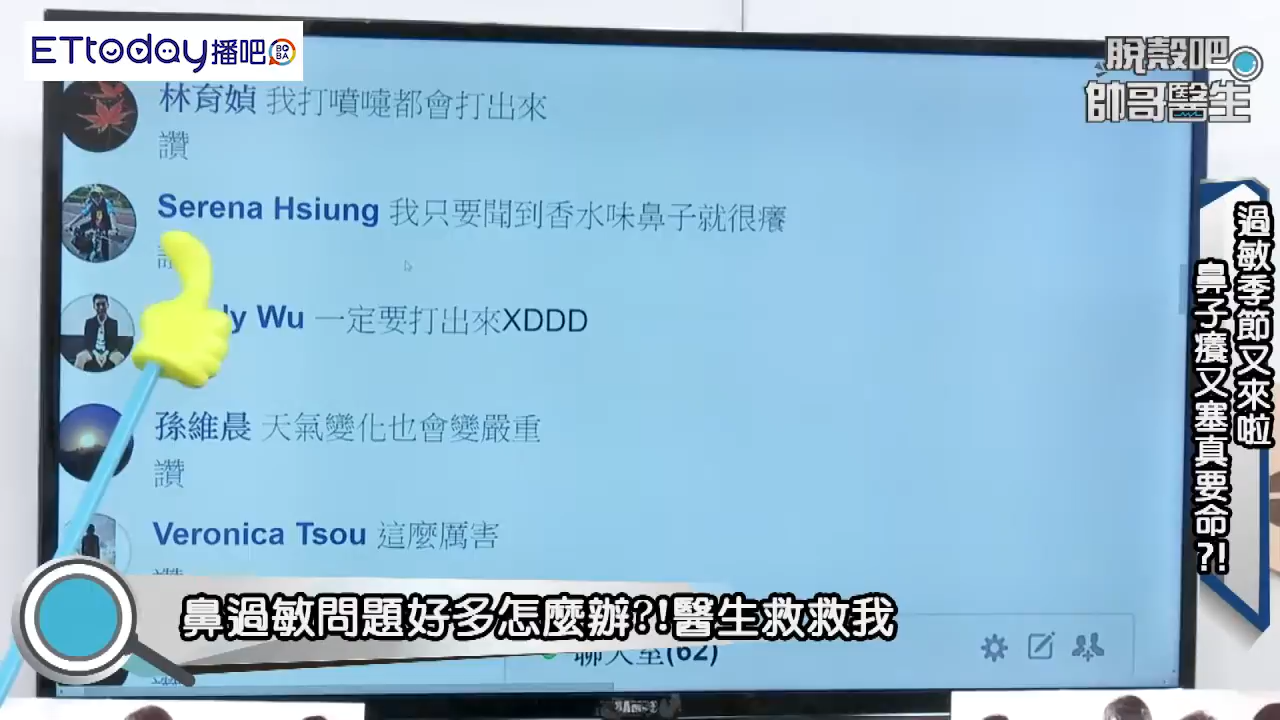 ETtoday播吧
BOBA
脫殼吧
帥哥醫生
林育媜 我打噴嚏都會打出來
讚
Serena Hsiung 我只要聞到香水味鼻子就很癢
Wu 一定要打出來XDDD
孫維晨 天氣變化也會變嚴重
讚
Veronica Tsou 這麼厲害
過敏季節又來啦
鼻子癢又塞真要命?!
鼻過敏問題好多怎麼辦?!醫生救救我
聊天室(62)